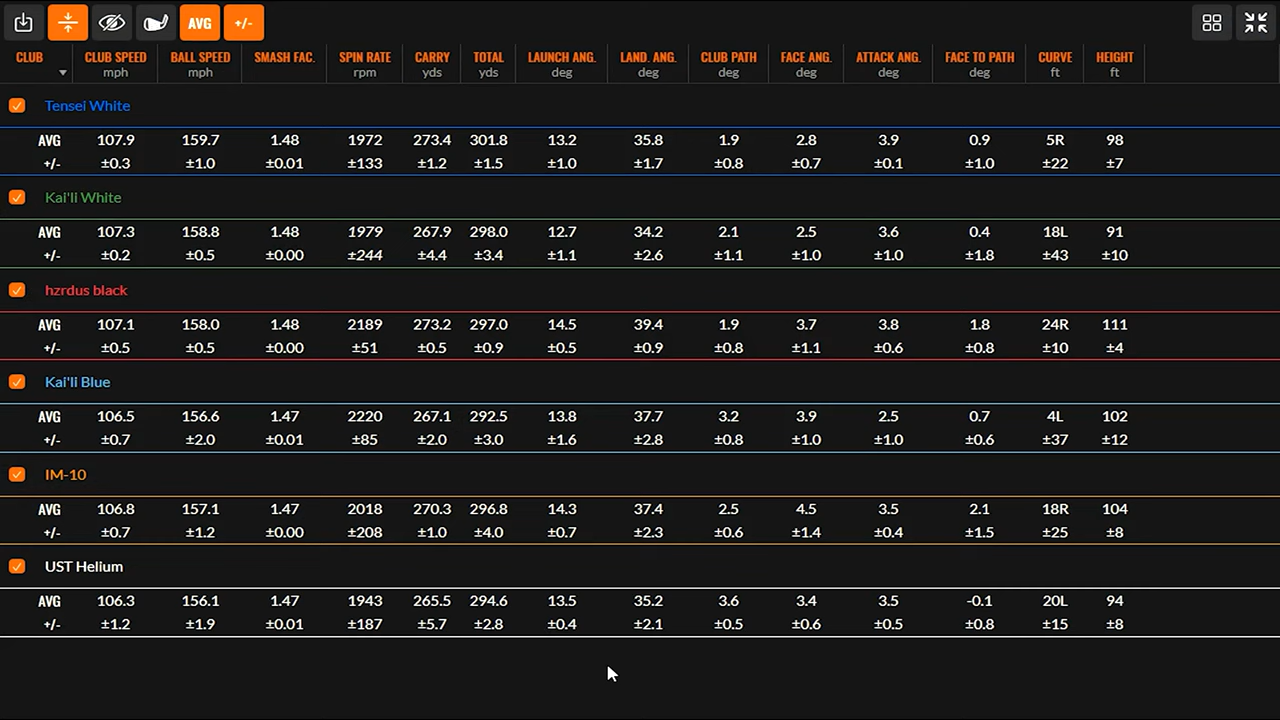 AVG +/-
CLUB CLUB SPEED BALL SPEED SMASH FAC. SPIN RATE CARRY TOTAL LAUNCH ANG. LAND. ANG. CLUB PATH FACE ANG. ATTACK ANG. FACE TO PATH CURVE HEIGHT
mph mph rpm yds yds deg deg deg deg deg deg ft ft
Tensei White
AVG 107.9 159.7 1.48 1972 273.4 301.8 13.2 35.8 1.9 2.8 3.9 0.9 5R 98
+/- ±0.3 ±1.0 ±0.01 ±133 ±1.2 ±1.5 ±1.0 ±1.7 ±0.8 ±0.7 ±0.1 ±1.0 ±22 ±7
Kai'li White
AVG 107.3 158.8 1.48 1979 267.9 298.0 12.7 34.2 2.1 2.5 3.6 0.4 18L 91
+/- ±0.2 ±0.5 ±0.00 ±244 ±4.4 ±3.4 ±1.1 ±2.6 ±1.1 ±1.0 ±1.0 ±1.8 ±43 ±10
hzrdus black
AVG 107.1 158.0 1.48 2189 273.2 297.0 14.5 39.4 1.9 3.7 3.8 1.8 24R 111
+/- ±0.5 ±0.5 ±0.00 ±51 ±0.5 ±0.9 ±0.5 ±0.9 ±0.8 ±1.1 ±0.6 ±0.8 ±10 ±4
Kai'li Blue
AVG 106.5 156.6 1.47 2220 267.1 292.5 13.8 37.7 3.2 3.9 2.5 0.7 4L 102
+/- ±0.7 ±2.0 ±0.01 ±85 ±2.0 ±3.0 ±1.6 ±2.8 ±0.8 ±1.0 ±1.0 ±0.6 ±37 ±12
IM-10
AVG 106.8 157.1 1.47 2018 270.3 296.8 14.3 37.4 2.5 4.5 3.5 2.1 18R 104
+/- ±0.7 ±1.2 ±0.00 ±208 ±1.0 ±4.0 ±0.7 ±2.3 ±0.6 ±1.4 ±0.4 ±1.5 ±25 ±8
UST Helium
AVG 106.3 156.1 1.47 1943 265.5 294.6 13.5 35.2 3.6 3.4 3.5 -0.1 20L 94
+/- ±1.2 ±1.9 ±0.01 ±187 ±5.7 ±2.8 ±0.4 ±2.1 ±0.5 ±0.6 ±0.5 ±0.8 ±15 ±8